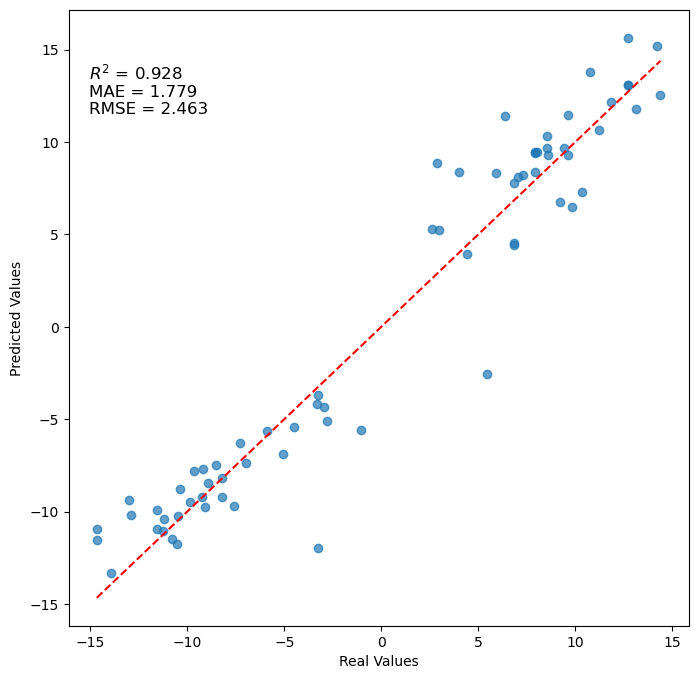 15
10
5
0
−5
−10
−15
R² = 0.928
MAE = 1.779
RMSE = 2.463
Predicted Values
−15 −10 −5 0 5 10 15
Real Values